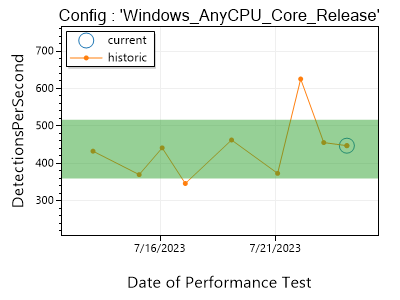 Config : 'Windows_AnyCPU_Core_Release'
current
historic
DetectionsPerSecond
700
600
500
400
300
7/16/2023
7/21/2023
Date of Performance Test